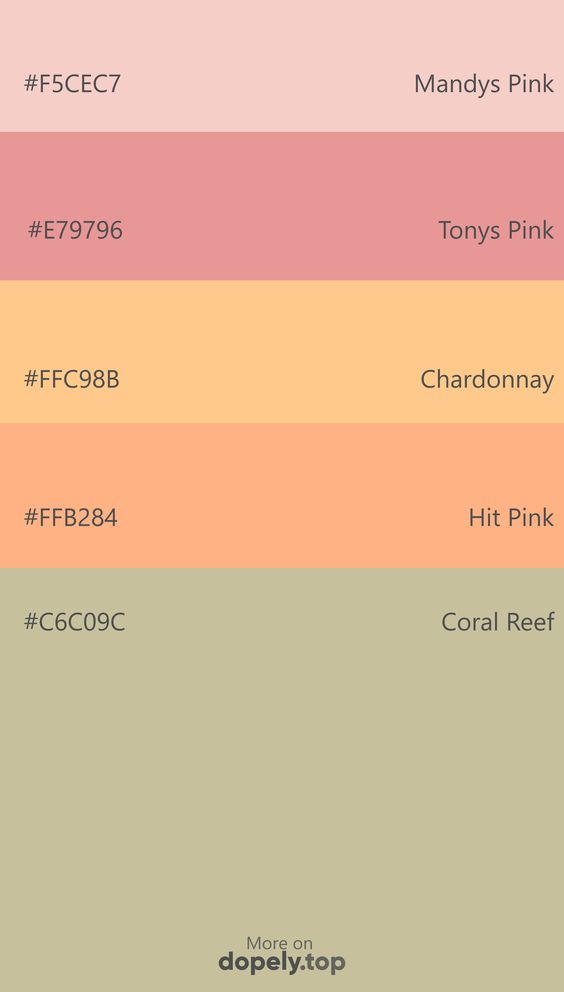 #F5CEC7 Mandys Pink
#E79796 Tonys Pink
#FFC98B Chardonnay
#FFB284 Hit Pink
#C6C09C Coral Reef
More on
dopely.top